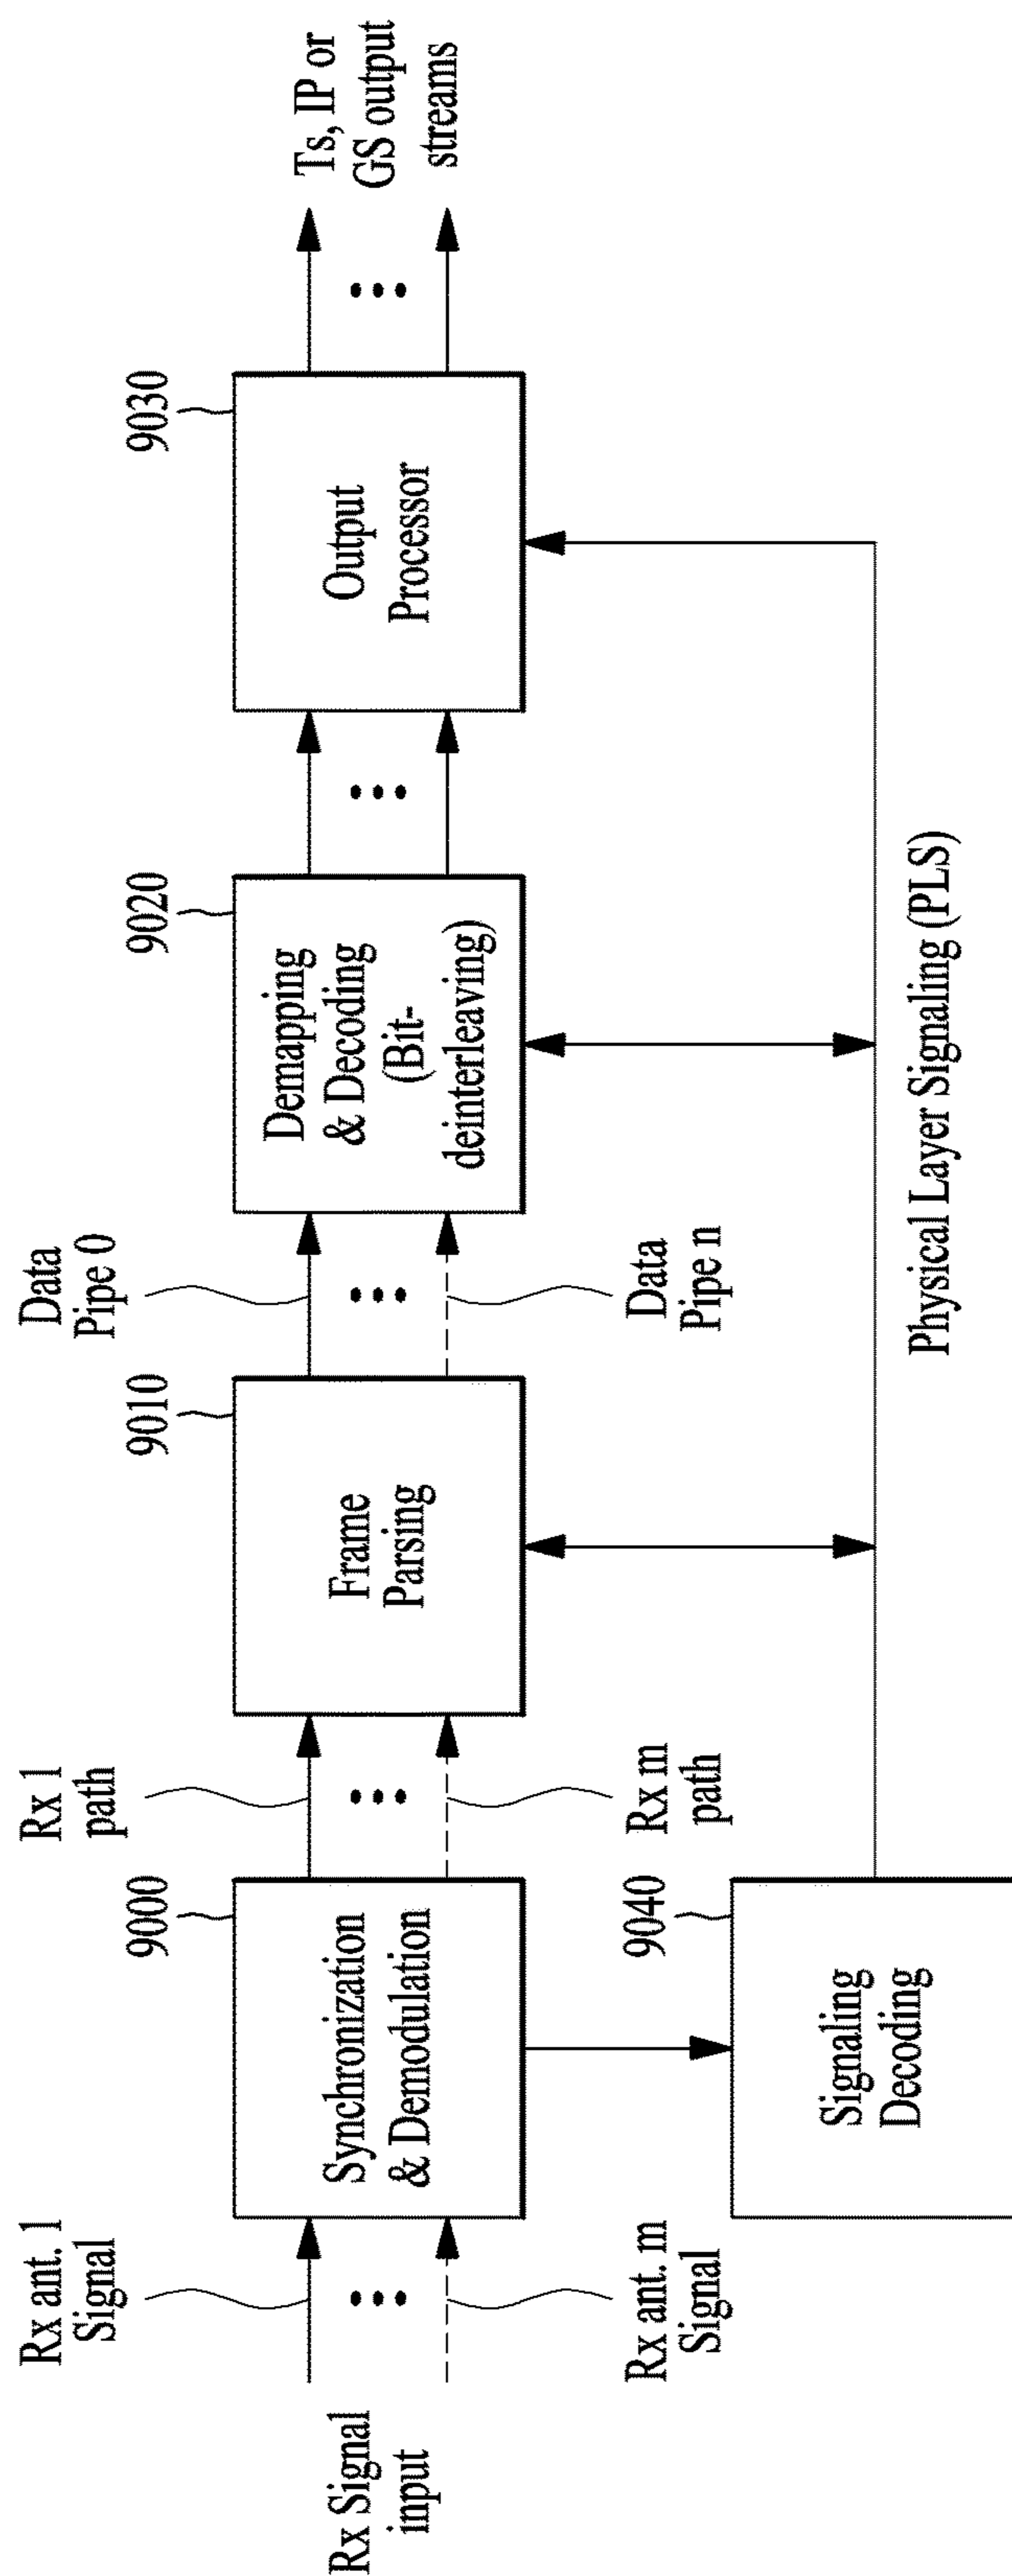 Rx Signal
input
Rx ant. 1
Signal
Rx ant. m
Signal
9000
Synchronization
& Demodulation
Rx 1
path
Rx m
path
9010
Frame
Parsing
Data
Pipe 0
Data
Pipe n
9020
Demapping
& Decoding
(Bit-
deinterleaving)
9030
Output
Processor
Ts, IP or
GS output
streams
9040
Signaling
Decoding
Physical Layer Signaling (PLS)